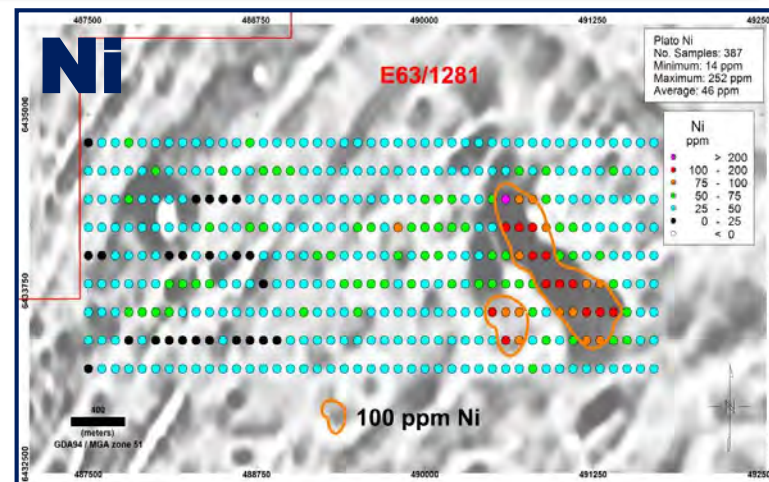 487500 488750 490000 491250 492500
Ni
E63/1281
Plato Ni
No. Samples: 387
Minimum: 14 ppm
Maximum: 252 ppm
Average: 46 ppm
6435000
Ni
ppm
> 200
100 - 200
75 - 100
50 - 75
25 - 50
0 - 25
< 0
6433750
400
(meters)
GDA94 / MGA zone 51
100 ppm Ni
6432500
487500 488750 490000 491250 49250